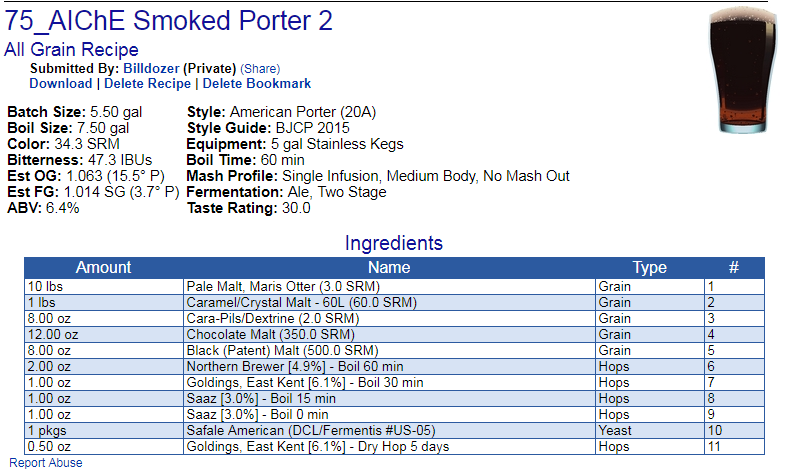 75_AIChE Smoked Porter 2
All Grain Recipe
Submitted By: Billdozer (Private) (Share)
Download | Delete Recipe | Delete Bookmark
Batch Size: 5.50 gal Style: American Porter (20A)
Boil Size: 7.50 gal Style Guide: BJCP 2015
Color: 34.3 SRM Equipment: 5 gal Stainless Kegs
Bitterness: 47.3 IBUs Boil Time: 60 min
Est OG: 1.063 (15.5° P) Mash Profile: Single Infusion, Medium Body, No Mash Out
Est FG: 1.014 SG (3.7° P) Fermentation: Ale, Two Stage
ABV: 6.4% Taste Rating: 30.0
Ingredients
Amount Name Type #
10 lbs Pale Malt, Maris Otter (3.0 SRM) Grain 1
1 lbs Caramel/Crystal Malt - 60L (60.0 SRM) Grain 2
8.00 oz Cara-Pils/Dextrine (2.0 SRM) Grain 3
12.00 oz Chocolate Malt (350.0 SRM) Grain 4
8.00 oz Black (Patent) Malt (500.0 SRM) Grain 5
2.00 oz Northern Brewer [4.9%] - Boil 60 min Hops 6
1.00 oz Goldings, East Kent [6.1%] - Boil 30 min Hops 7
1.00 oz Saaz [3.0%] - Boil 15 min Hops 8
1.00 oz Saaz [3.0%] - Boil 0 min Hops 9
1 pkgs Safale American (DCL/Fermentis #US-05) Yeast 10
0.50 oz Goldings, East Kent [6.1%] - Dry Hop 5 days Hops 11
Report Abuse